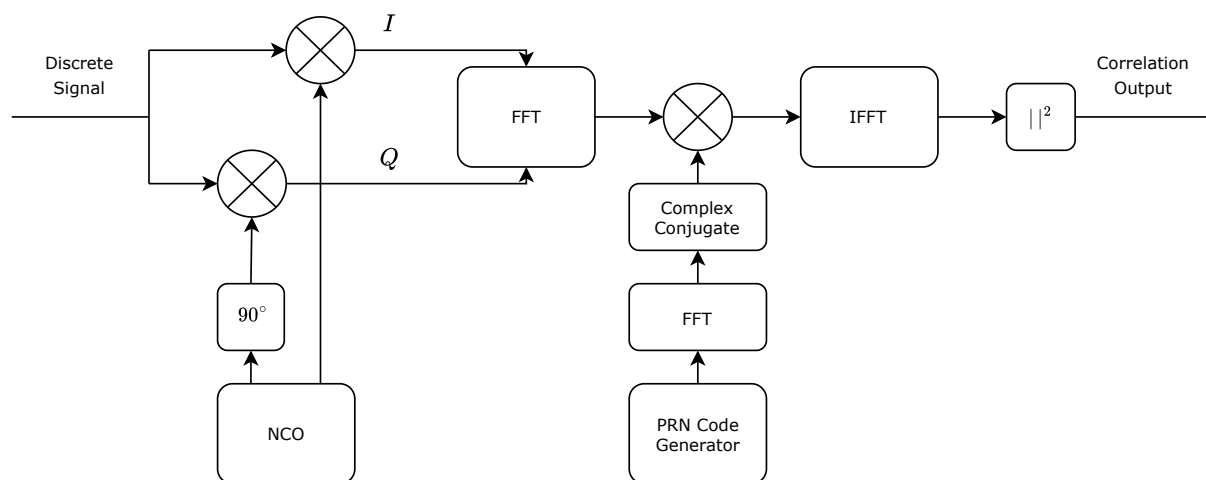 Discrete
Signal
I
Q
90°
NCO
FFT
Complex
Conjugate
FFT
PRN Code
Generator
IFFT
||²
Correlation
Output